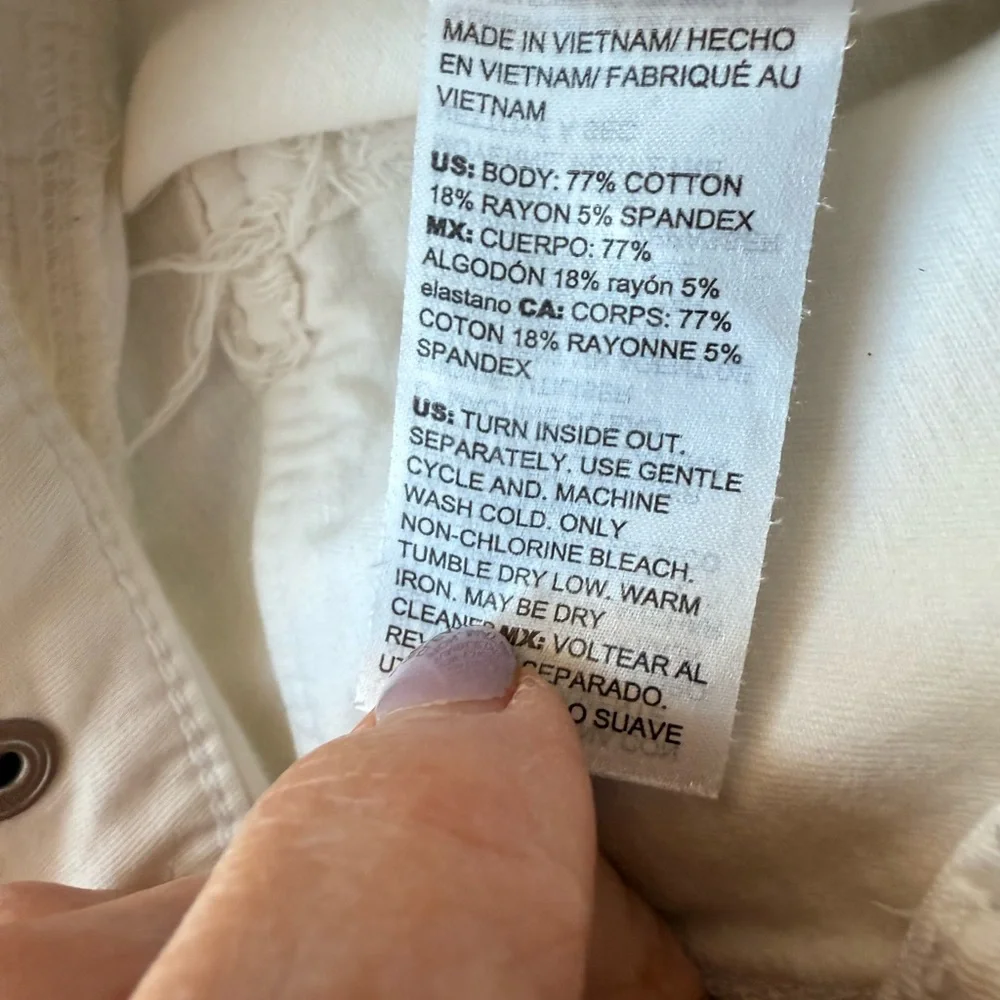 MADE IN VIETNAM/ HECHO
EN VIETNAM/ FABRIQUÉ AU
VIETNAM
US: BODY: 77% COTTON
18% RAYON 5% SPANDEX
MX: CUERPO: 77%
ALGODÓN 18% rayón 5%
elastano CA: CORPS: 77%
COTON 18% RAYONNE 5%
SPANDEX
US: TURN INSIDE OUT.
SEPARATELY. USE GENTLE
CYCLE AND. MACHINE
WASH COLD. ONLY
NON-CHLORINE BLEACH.
TUMBLE DRY LOW. WARM
IRON. MAY BE DRY
CLEANED MX: VOLTEAR AL
SEPARADO.
SUAVE